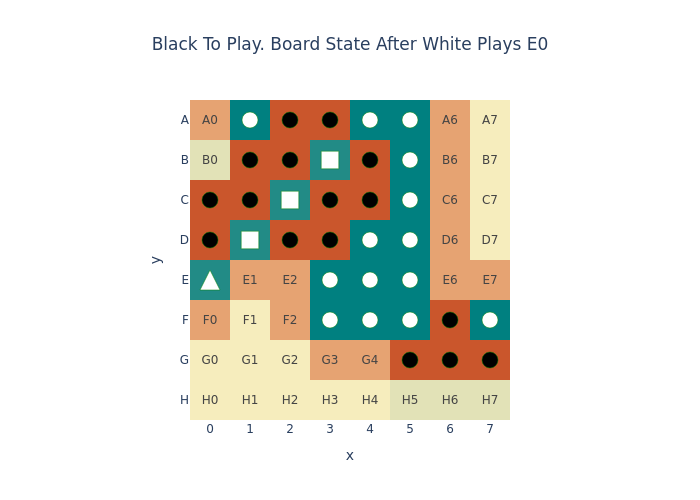 Black To Play. Board State After White Plays E0
A A0 A6 A7
B B0 B6 B7
C C6 C7
D D6 D7
y
E E1 E2 E6 E7
F F0 F1 F2
G G0 G1 G2 G3 G4
H H0 H1 H2 H3 H4 H5 H6 H7
0 1 2 3 4 5 6 7
x